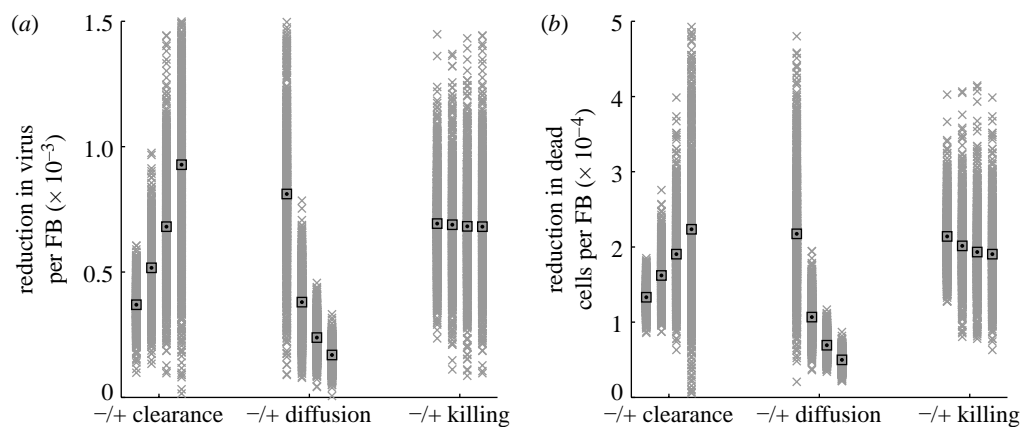 (a)
reduction in virus
per FB (× 10⁻³)
1.5
1.0
0.5
0
−/+ clearance
−/+ diffusion
−/+ killing
(b)
reduction in dead
cells per FB (× 10⁻⁴)
5
4
3
2
1
0
−/+ clearance
−/+ diffusion
−/+ killing